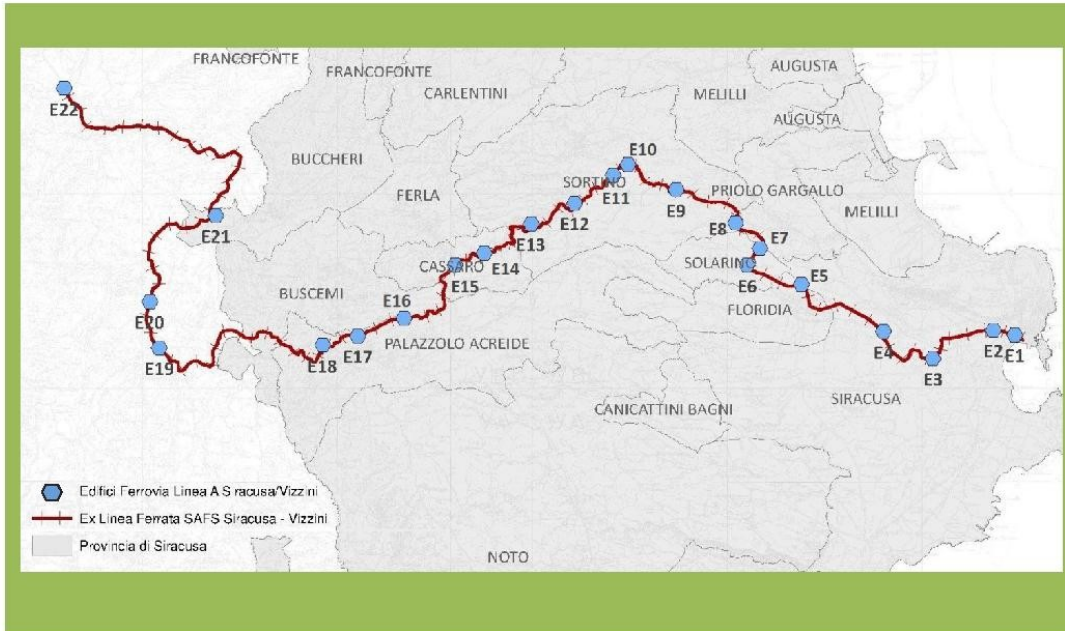 FRANCOFONTE
FRANCOFONTE
AUGUSTA
CARLENTINI
MELILLI
E22
AUGUSTA
BUCCHERI
E10
SORTINO
E11
PRIOLO GARGALLO
FERLA
E9
E12
MELILLI
E21
E8
E13
E7
CASSARO
E14
SOLARINO
E15
E6
E5
BUSCEMI
E16
FLORIDIA
E20
PALAZZOLO ACREIDE
E17
E18
E19
E4
E2
E1
E3
SIRACUSA
CANICATTINI BAGNI
Edifici Ferrovia Linea A Siracusa/Vizzini
Ex Linea Ferrata SAFS Siracusa - Vizzini
Provincia di Siracusa
NOTO